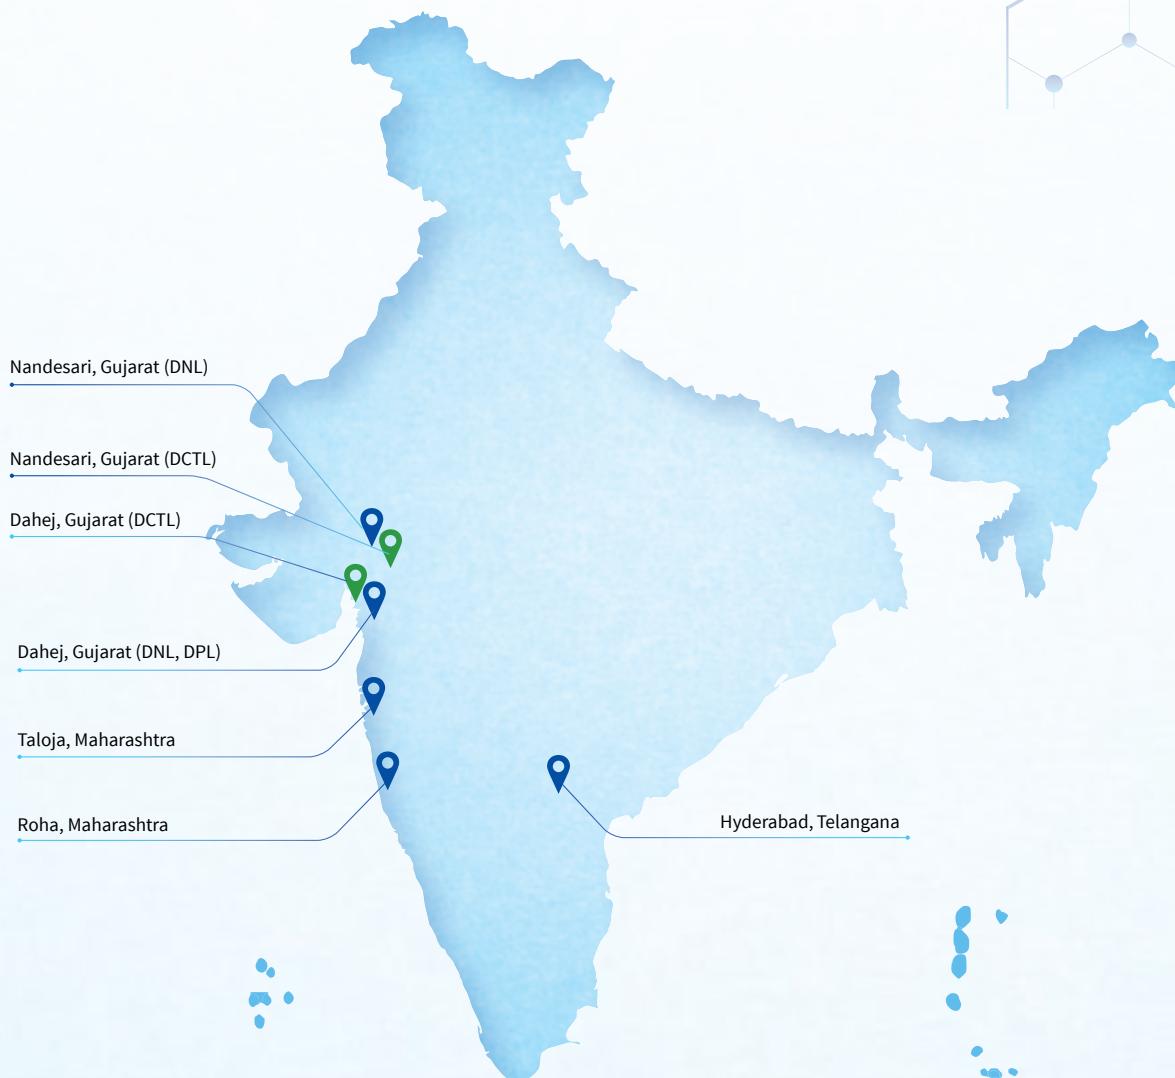 Nandesari, Gujarat (DNL)
Nandesari, Gujarat (DCTL)
Dahej, Gujarat (DCTL)
Dahej, Gujarat (DNL, DPL)
Taloja, Maharashtra
Roha, Maharashtra
Hyderabad, Telangana